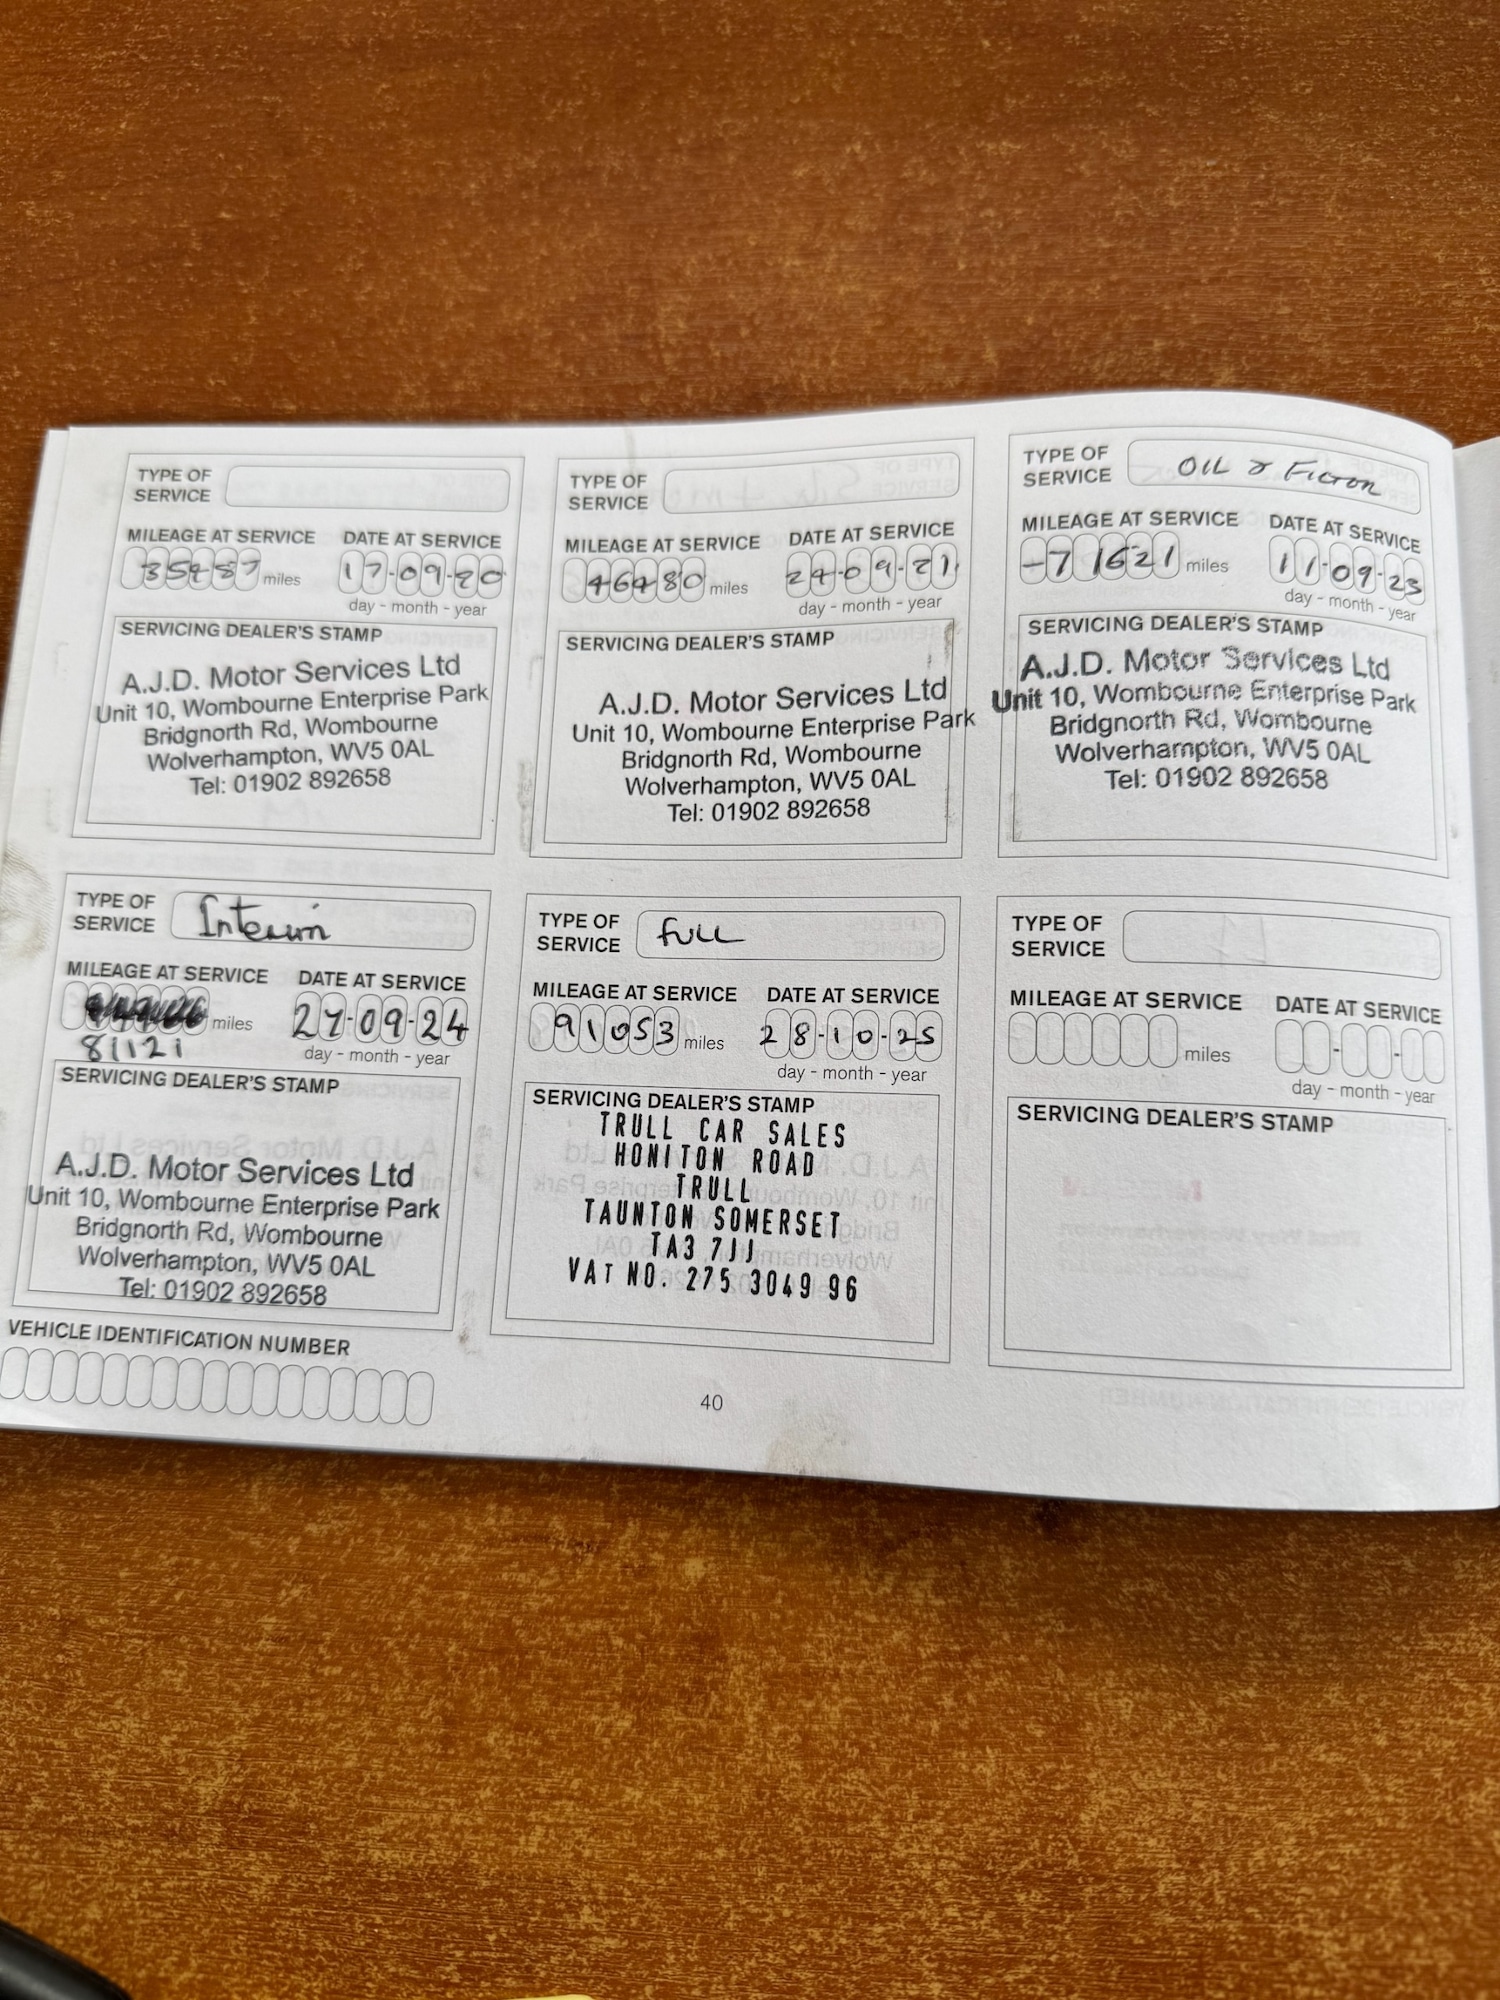 TYPE OF
SERVICE
MILEAGE AT SERVICE DATE AT SERVICE
35487 miles 17-09-20
day - month - year
SERVICING DEALER'S STAMP
A.J.D. Motor Services Ltd
Unit 10, Wombourne Enterprise Park
Bridgnorth Rd, Wombourne
Wolverhampton, WV5 0AL
Tel: 01902 892658
TYPE OF
SERVICE
MILEAGE AT SERVICE DATE AT SERVICE
46480 miles 24-09-21
day - month - year
SERVICING DEALER'S STAMP
A.J.D. Motor Services Ltd
Unit 10, Wombourne Enterprise Park
Bridgnorth Rd, Wombourne
Wolverhampton, WV5 0AL
Tel: 01902 892658
TYPE OF
SERVICE OIL &
MILEAGE AT SERVICE DATE AT SERVICE
-71621 miles 11-09-23
day - month - year
SERVICING DEALER'S STAMP
A.J.D. Motor Services Ltd
Unit 10, Wombourne Enterprise Park
Bridgnorth Rd, Wombourne
Wolverhampton, WV5 0AL
Tel: 01902 892658
TYPE OF
SERVICE Interim
MILEAGE AT SERVICE DATE AT SERVICE
miles -09-24
81121 day - month - year
SERVICING DEALER'S STAMP
A.J.D. Motor Services Ltd
Unit 10, Wombourne Enterprise Park
Bridgnorth Rd, Wombourne
Wolverhampton, WV5 0AL
Tel: 01902 892658
TYPE OF
SERVICE FULL
MILEAGE AT SERVICE DATE AT SERVICE
91053 miles 28-10-25
day - month - year
SERVICING DEALER'S STAMP
TRULL CAR SALES
HONITON ROAD
TRULL
TAUNTON SOMERSET
TA3 7JJ
VAT NO. 275 3049 96
TYPE OF
SERVICE
MILEAGE AT SERVICE DATE AT SERVICE
miles - -
day - month - year
SERVICING DEALER'S STAMP
VEHICLE IDENTIFICATION NUMBER
40